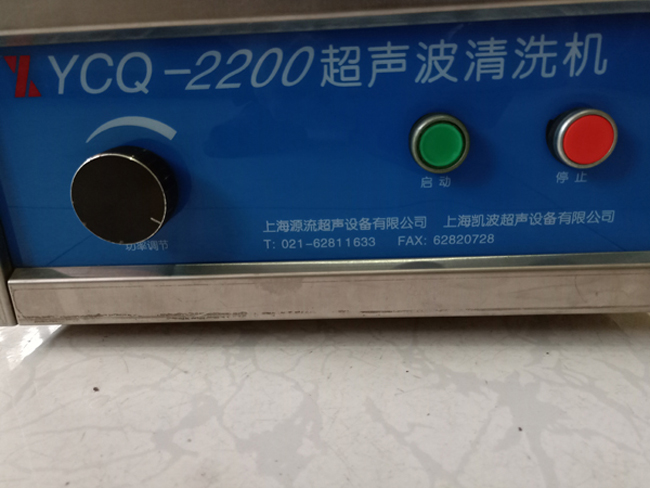 YCQ-2200超声波清洗机
启动
停止
功率调节
上海源流超声设备有限公司 上海凯波超声设备有限公司
T: 021-62811633 FAX: 62820728